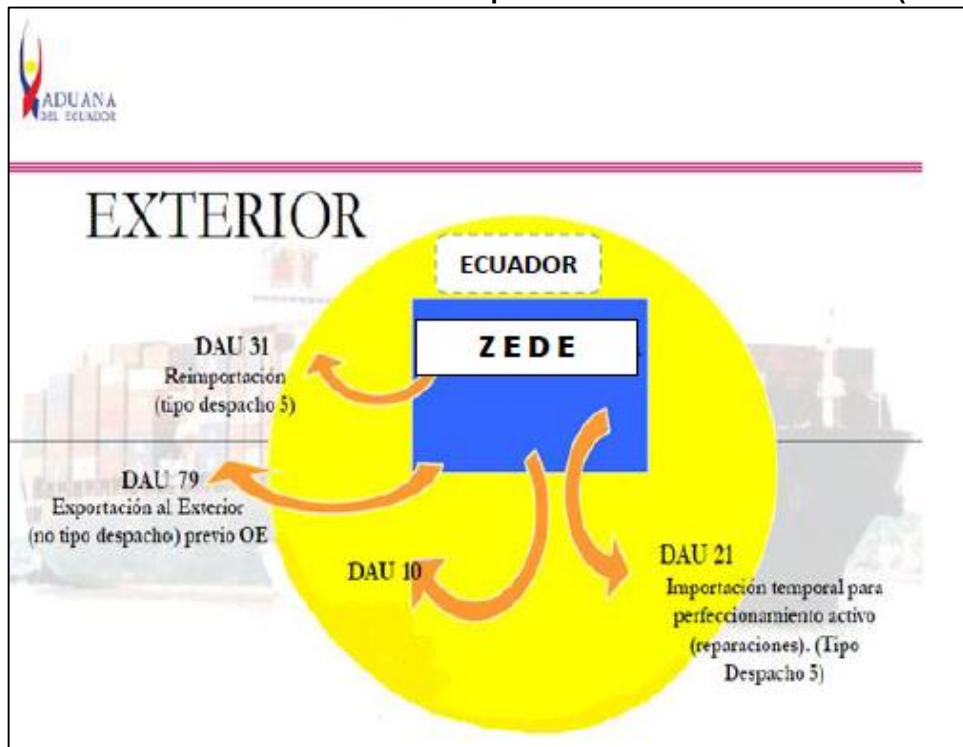 ADUANA
DEL ECUADOR
EXTERIOR
ECUADOR
ZEDE
DAU 31
Reimportación
(tipo despacho 5)
DAU 79
Exportación al Exterior
(no tipo despacho) previo OE
DAU 10
DAU 21
Importación temporal para
perfeccionamiento activo
(reparaciones). (Tipo
Despacho 5)